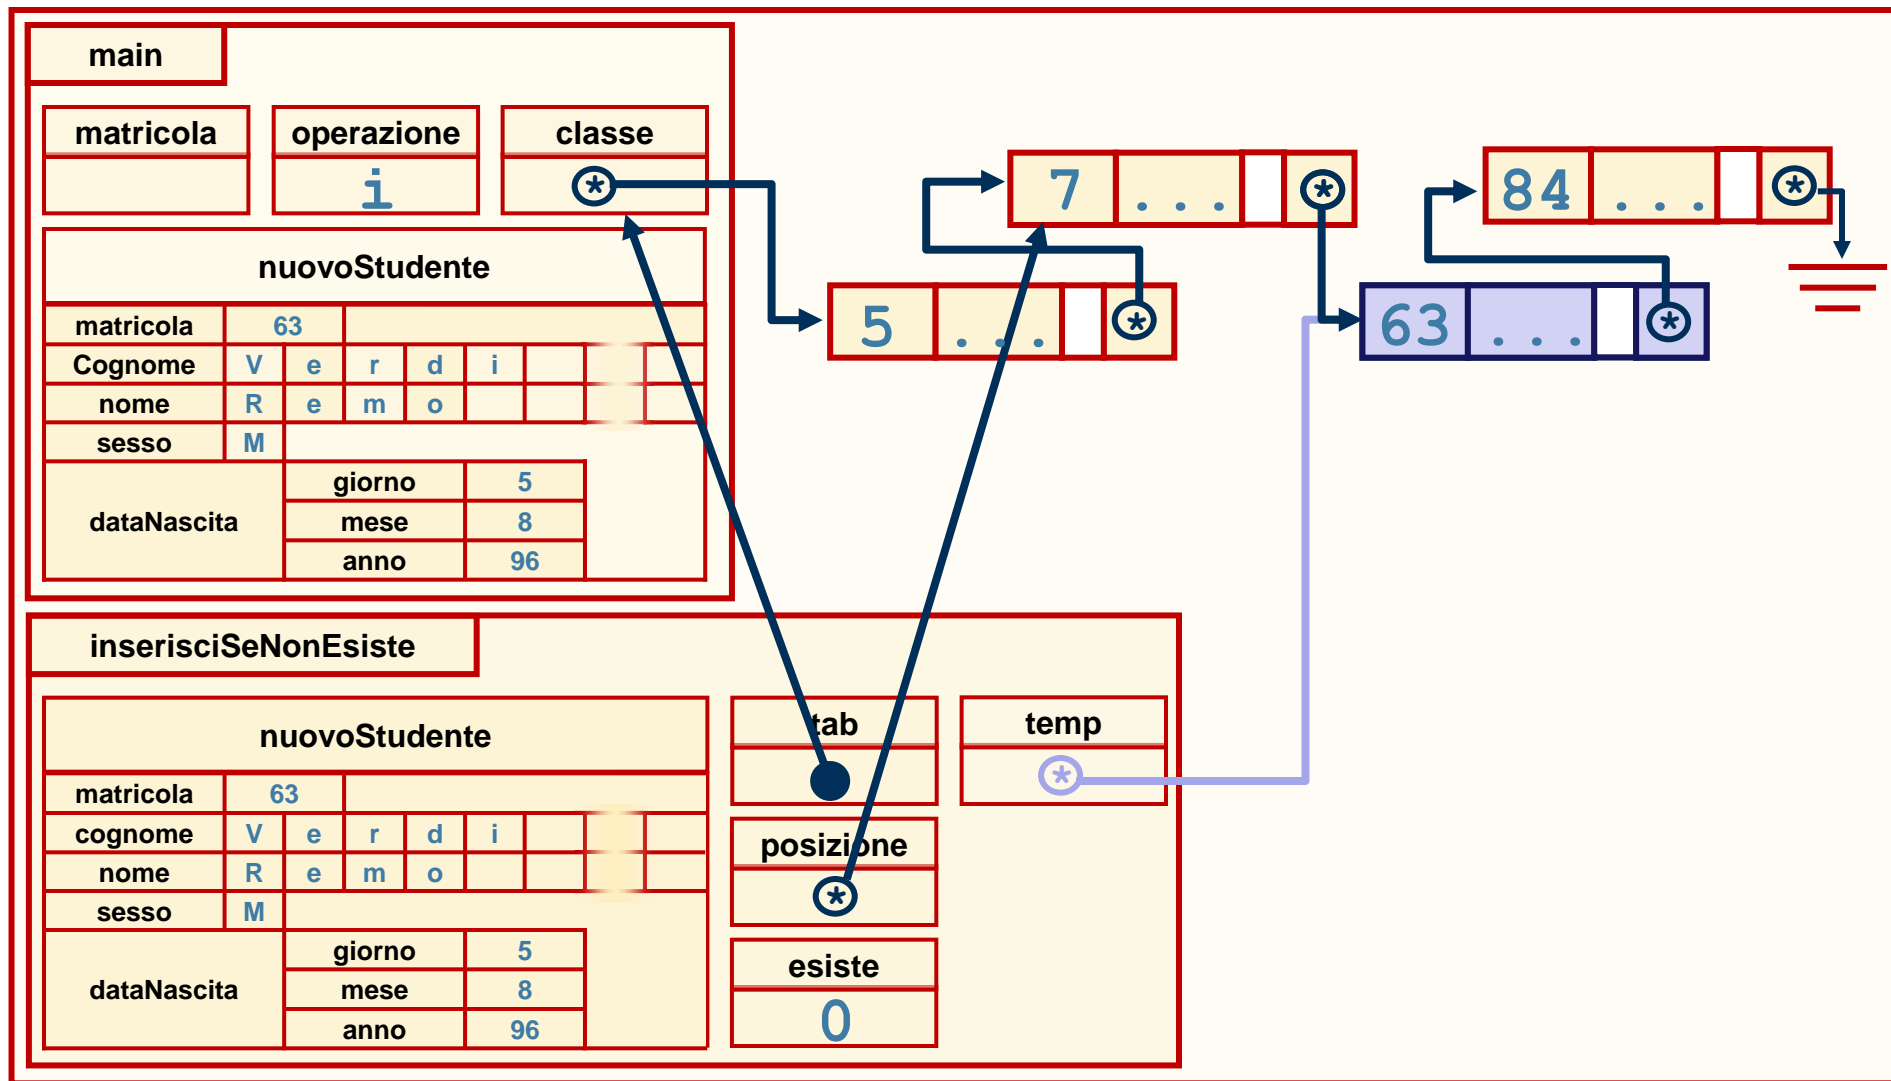 main
matricola operazione classe
i *
nuovoStudente
matricola 63
Cognome V e r d i
nome R e m o
sesso M
dataNascita
giorno 5
mese 8
anno 96
7 ... *
84 ... *
5 ... *
63 ... *
inserisciSeNonEsiste
nuovoStudente
matricola 63
cognome V e r d i
nome R e m o
sesso M
dataNascita
giorno 5
mese 8
anno 96
tab
temp
*
posizione
*
esiste
0